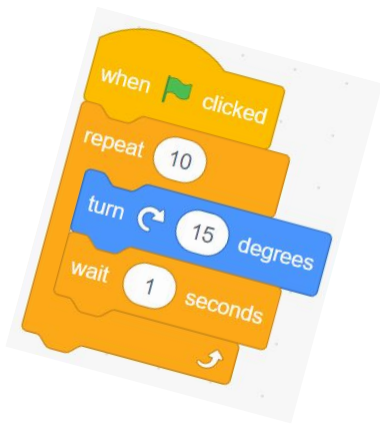 when clicked
repeat 10
turn 15 degrees
wait 1 seconds